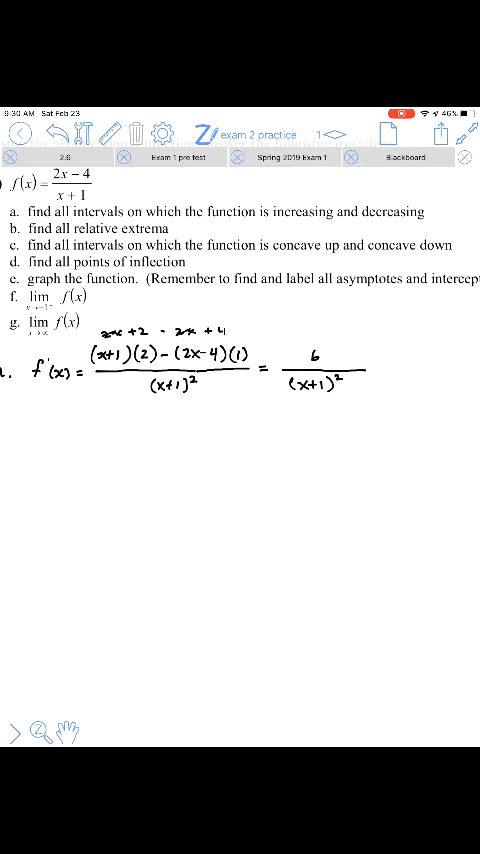 9:30 AM Sat Feb 23 46%
exam 2 practice 1
2.6 Exam 1 pre test Spring 2019 Exam 1 Blackboard
) f(x) = (2x − 4)/(x + 1)
a. find all intervals on which the function is increasing and decreasing
b. find all relative extrema
c. find all intervals on which the function is concave up and concave down
d. find all points of inflection
e. graph the function. (Remember to find and label all asymptotes and intercept
f. lim x→−1⁻ f(x)
g. lim x→∞ f(x)
2x + 2 - 2x + 4
. f'(x) = ((x+1)(2) − (2x−4)(1))/(x+1)² = 6/(x+1)²